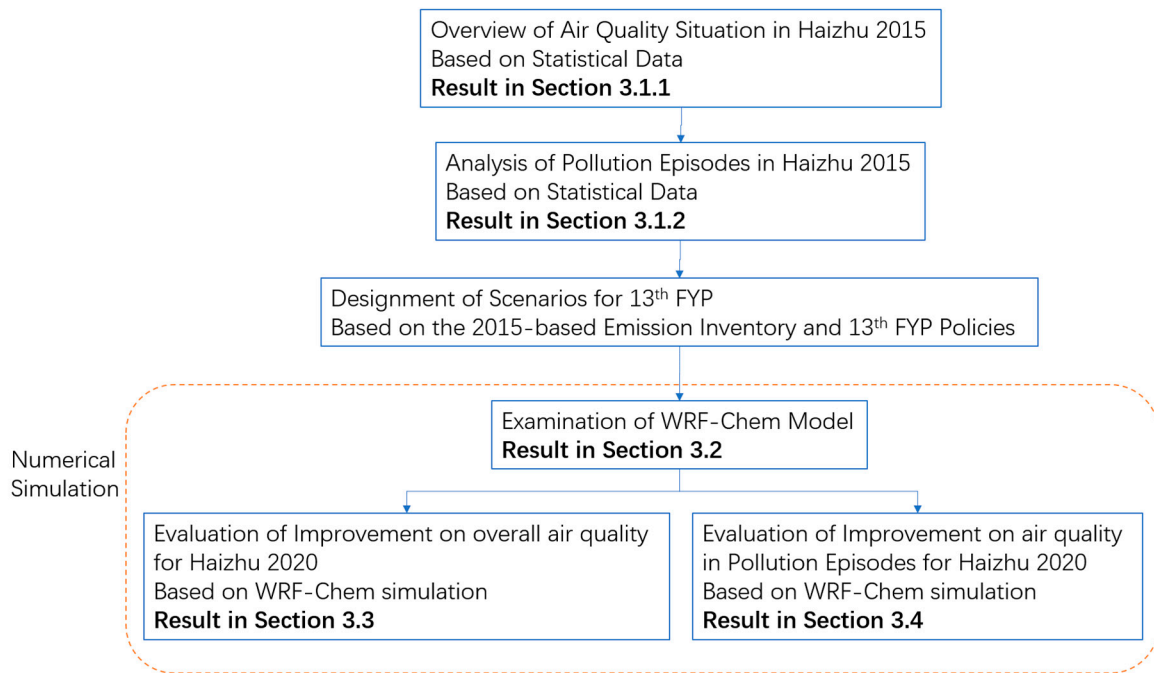 Overview of Air Quality Situation in Haizhu 2015
Based on Statistical Data
Result in Section 3.1.1
Analysis of Pollution Episodes in Haizhu 2015
Based on Statistical Data
Result in Section 3.1.2
Designment of Scenarios for 13th FYP
Based on the 2015-based Emission Inventory and 13th FYP Policies
Numerical
Simulation
Examination of WRF-Chem Model
Result in Section 3.2
Evaluation of Improvement on overall air quality
for Haizhu 2020
Based on WRF-Chem simulation
Result in Section 3.3
Evaluation of Improvement on air quality
in Pollution Episodes for Haizhu 2020
Based on WRF-Chem simulation
Result in Section 3.4